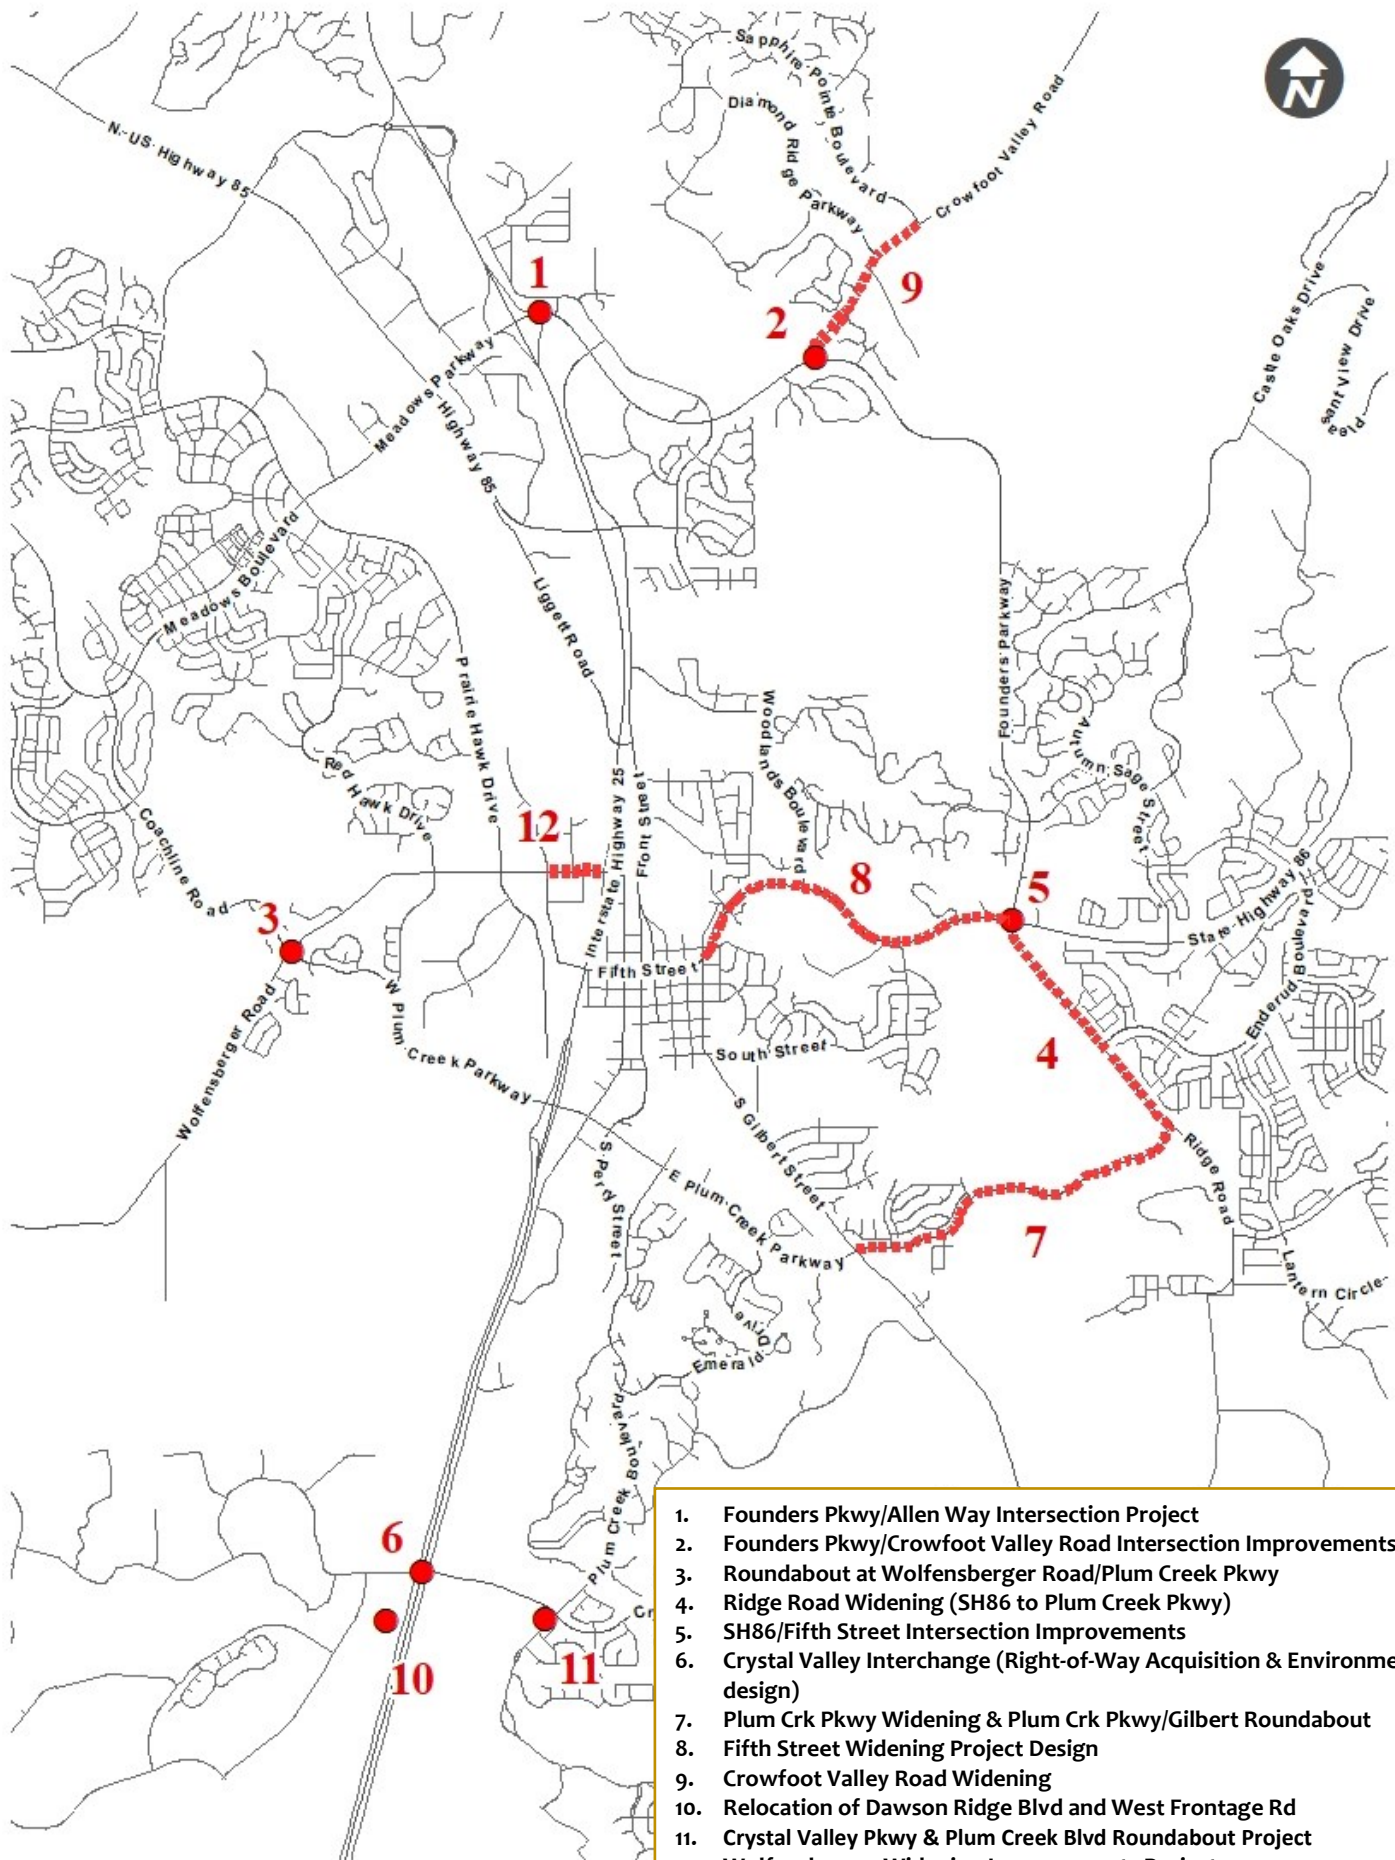 N
Sapphire Pointe Boulevard
Diamond Ridge Parkway
Crowfoot Valley Road
N US Highway 85
1
9
2
Castle Oaks Drive
Pleasant View Drive
Meadows Parkway
Highway 85
Meadows Boulevard
Liggett Road
Founders Parkway
Prairie Hawk Drive
Woodlands Boulevard
Autumn Sage Street
Red Hawk Drive
Interstate Highway 25
Front Street
12
Coachline Road
8
5
State Highway 86
3
Fifth Street
Enderud Boulevard
W Plum Creek Parkway
Wolfensberger Road
South Street
4
S Gilbert Street
Ridge Road
S Perry Street
E Plum Creek Parkway
7
Lantern Circle
Emerald Drive
Plum Creek Boulevard
6
Cr
10
11
1. Founders Pkwy/Allen Way Intersection Project
2. Founders Pkwy/Crowfoot Valley Road Intersection Improvements
3. Roundabout at Wolfensberger Road/Plum Creek Pkwy
4. Ridge Road Widening (SH86 to Plum Creek Pkwy)
5. SH86/Fifth Street Intersection Improvements
6. Crystal Valley Interchange (Right-of-Way Acquisition & Environme
design)
7. Plum Crk Pkwy Widening & Plum Crk Pkwy/Gilbert Roundabout
8. Fifth Street Widening Project Design
9. Crowfoot Valley Road Widening
10. Relocation of Dawson Ridge Blvd and West Frontage Rd
11. Crystal Valley Pkwy & Plum Creek Blvd Roundabout Project